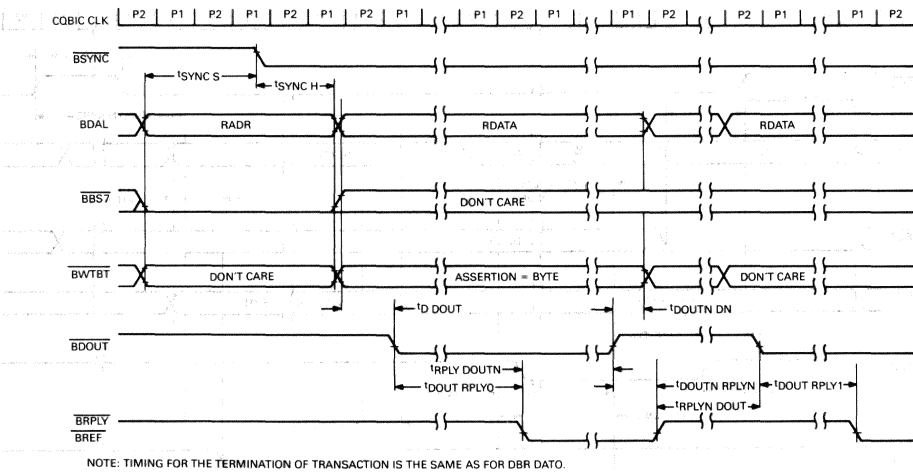 CQBIC CLK P2 P1 P2 P1 P2 P1 P2 P1 P1 P2 P1 P1 P2 P2 P1 P2 P1 P2
BSYNC
tSYNC S
tSYNC H
BDAL RADR RDATA RDATA
BBS7 DON'T CARE
BWTBT DON'T CARE ASSERTION = BYTE DON'T CARE
tD DOUT tDOUTN DN
BDOUT
tRPLY DOUTN
tDOUT RPLY0 tDOUTN RPLYN tDOUT RPLY1
tRPLYN DOUT
BRPLY
BREF
NOTE: TIMING FOR THE TERMINATION OF TRANSACTION IS THE SAME AS FOR DBR DATO.